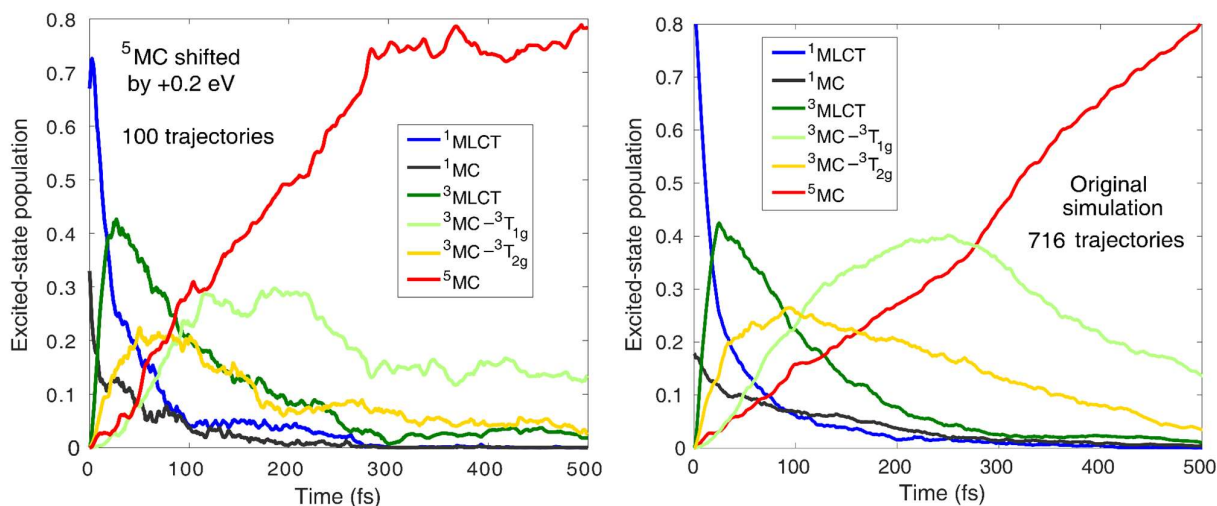 0.8
0.7
0.6
0.5
0.4
0.3
0.2
0.1
0
Excited-state population
⁵MC shifted
by +0.2 eV
100 trajectories
¹MLCT
¹MC
³MLCT
³MC–³T₁g
³MC–³T₂g
⁵MC
0 100 200 300 400 500
Time (fs)
0.8
0.7
0.6
0.5
0.4
0.3
0.2
0.1
0
Excited-state population
¹MLCT
¹MC
³MLCT
³MC–³T₁g
³MC–³T₂g
⁵MC
Original
simulation
716 trajectories
0 100 200 300 400 500
Time (fs)